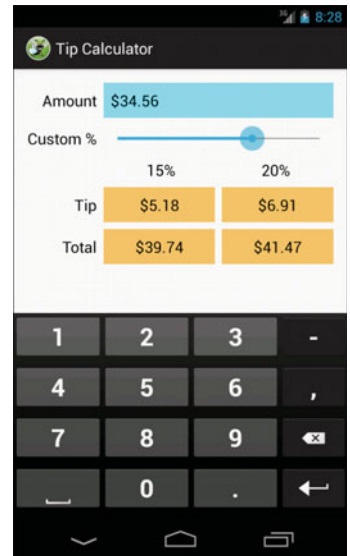 3G 8:28
Tip Calculator
Amount $34.56
Custom %
15% 20%
Tip $5.18 $6.91
Total $39.74 $41.47
1 2 3 -
4 5 6 ,
7 8 9
0 .